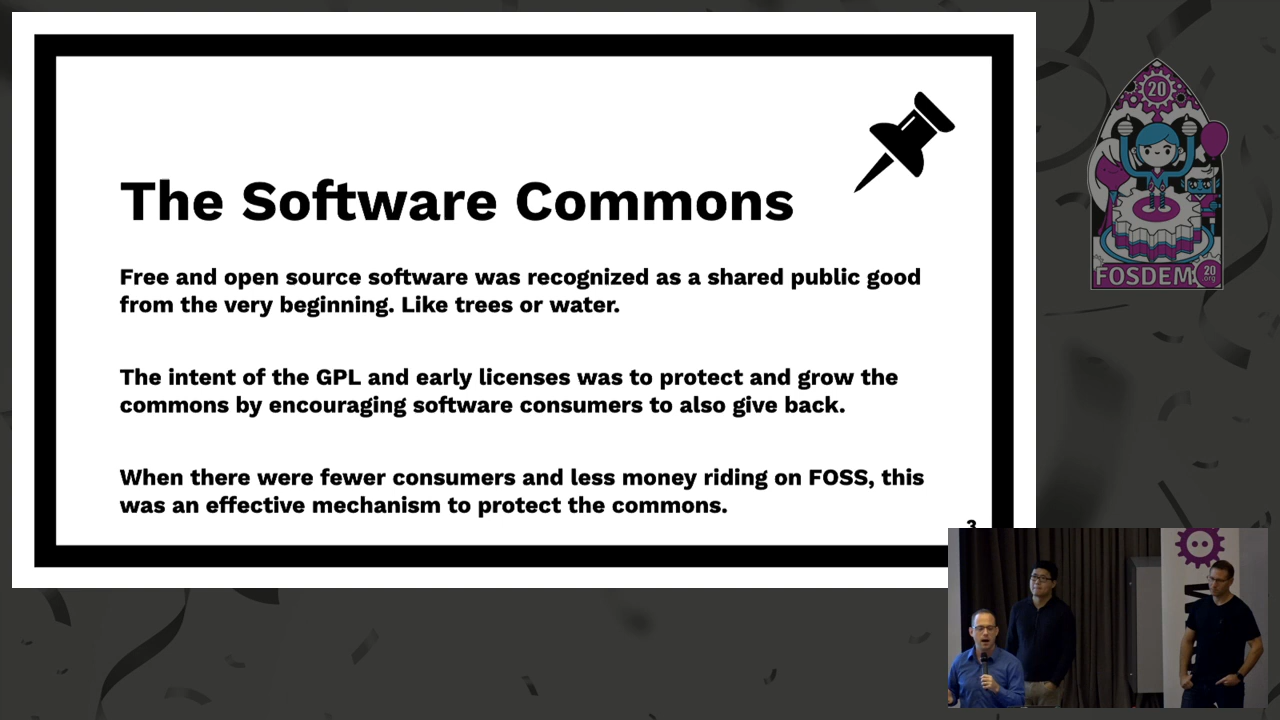 The Software Commons
Free and open source software was recognized as a shared public good
from the very beginning. Like trees or water.
The intent of the GPL and early licenses was to protect and grow the
commons by encouraging software consumers to also give back.
When there were fewer consumers and less money riding on FOSS, this
was an effective mechanism to protect the commons.
3
20
FOSDEM
20
org